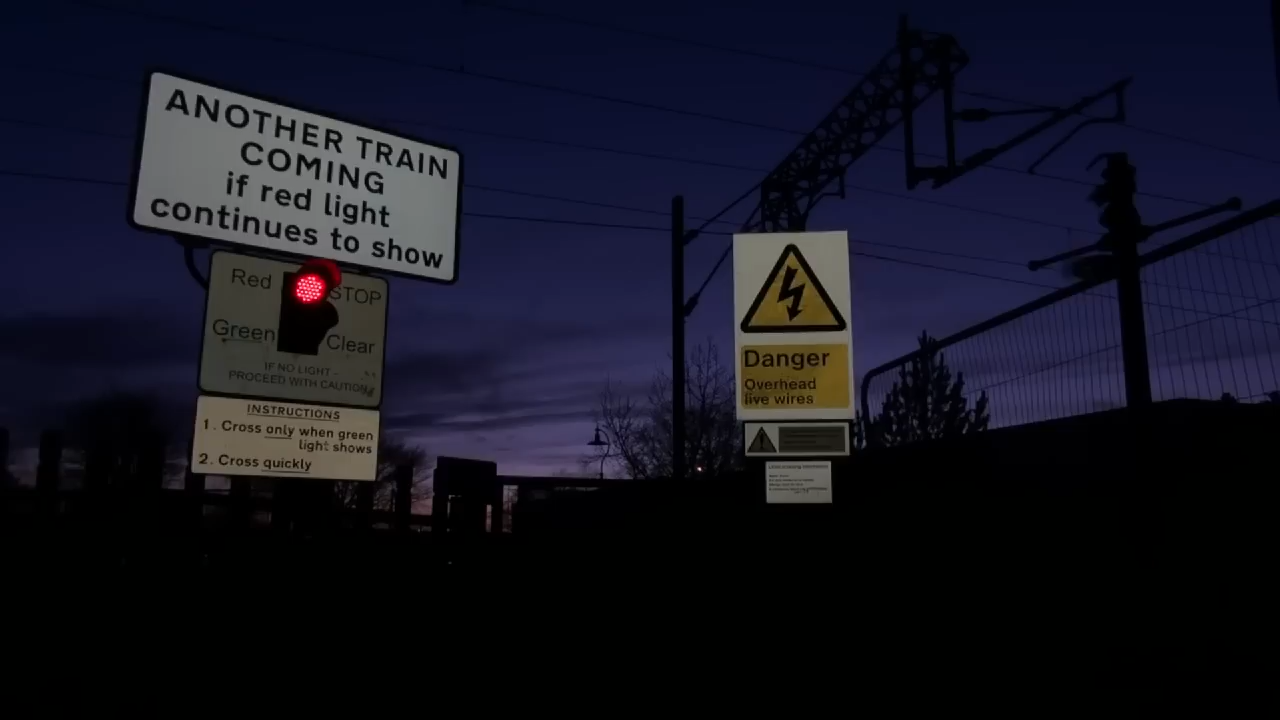 ANOTHER TRAIN
COMING
if red light
continues to show
Red STOP
Green Clear
IF NO LIGHT -
PROCEED WITH CAUTION
INSTRUCTIONS
1. Cross only when green
light shows
2. Cross quickly
Danger
Overhead
live wires